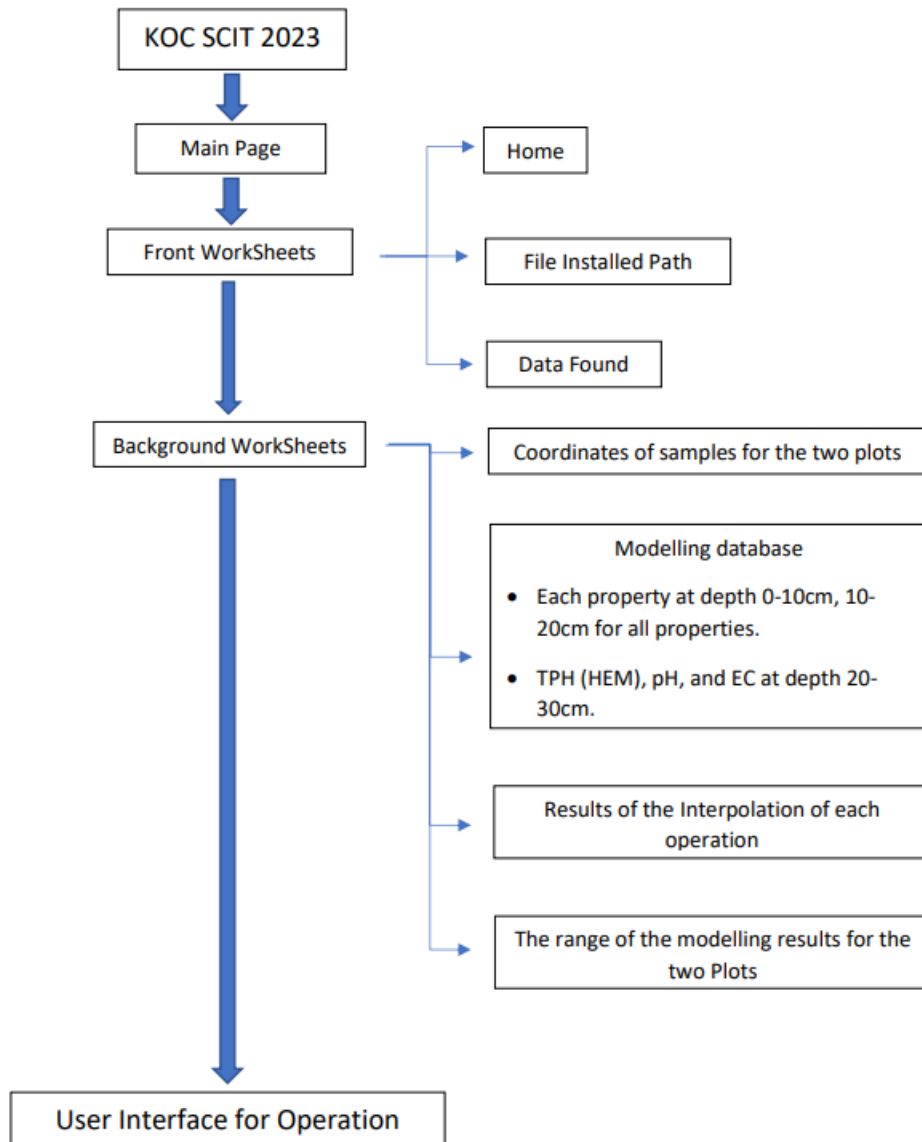 KOC SCIT 2023
Main Page
Home
Front WorkSheets
File Installed Path
Data Found
Background WorkSheets
Coordinates of samples for the two plots
Modelling database
• Each property at depth 0-10cm, 10-
20cm for all properties.
• TPH (HEM), pH, and EC at depth 20-
30cm.
Results of the Interpolation of each
operation
The range of the modelling results for the
two Plots
User Interface for Operation